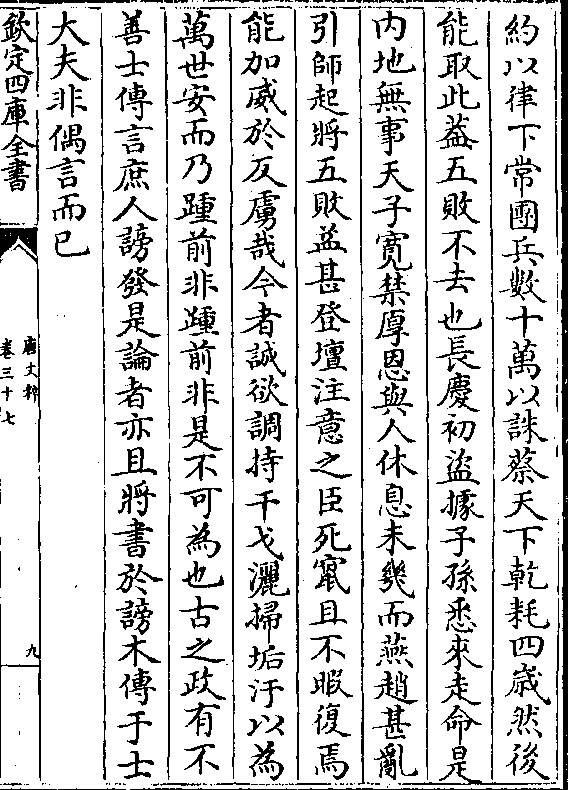 約以律下常團兵數十萬以誅蔡天下乾耗四歲然後
能取此葢五敗不去也長慶初盜據子孫悉來走命是
内地無事天子寛禁厚恩與人休息未幾而燕趙甚亂
引師起將五敗益甚登壇注意之臣死竄且不暇復焉
能加威於反虜哉今者誠欲調持干戈灑掃垢汙以為
萬世安而乃踵前非踵前非是不可為也古之政有不
善士傳言庶人謗發是論者亦且將書於謗木傳于士
大夫非偶言而已
欽定四庫全書
唐文粹
卷三十七
九